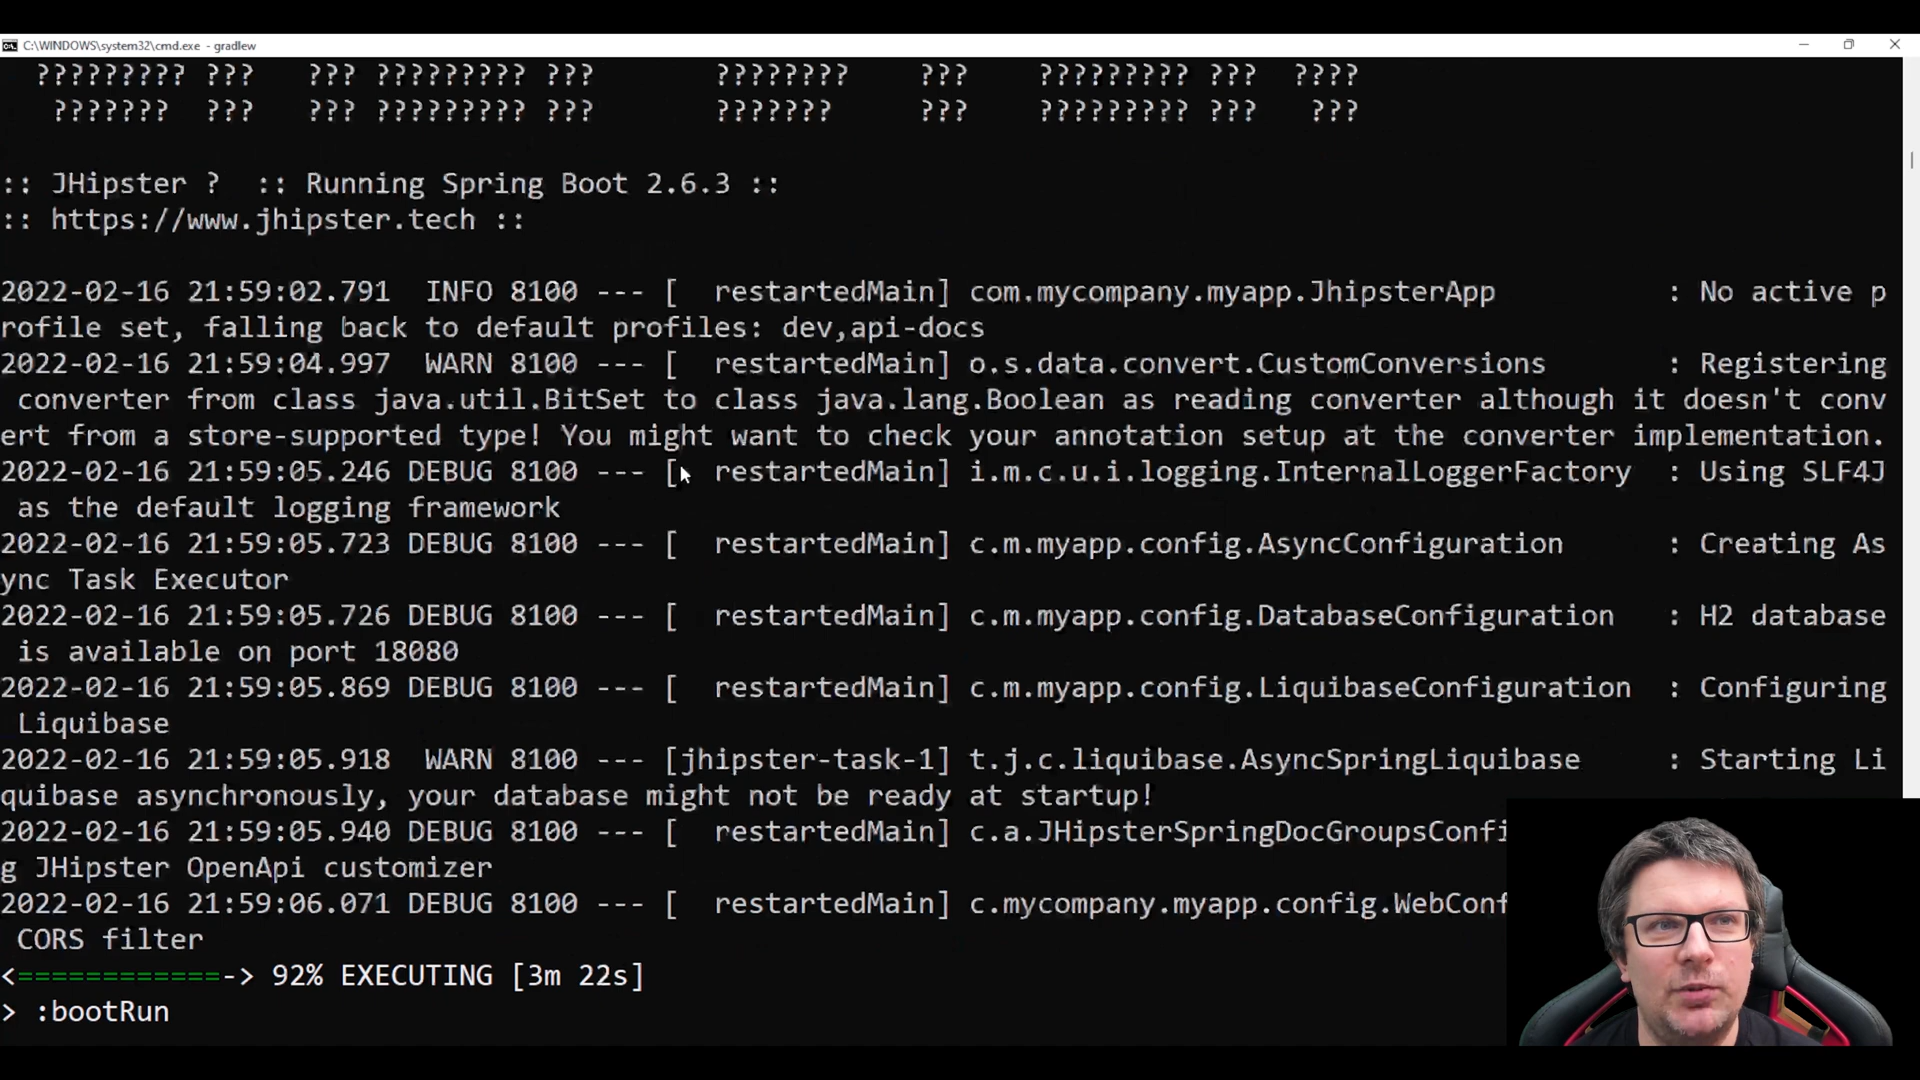 C:\WINDOWS\system32\cmd.exe - gradlew
????????? ??? ??? ????????? ??? ???????? ??? ????????? ??? ????
??????? ??? ??? ????????? ??? ??????? ??? ????????? ??? ???
:: JHipster ? :: Running Spring Boot 2.6.3 ::
:: https://www.jhipster.tech ::
2022-02-16 21:59:02.791 INFO 8100 --- [ restartedMain] com.mycompany.myapp.JhipsterApp : No active p
rofile set, falling back to default profiles: dev,api-docs
2022-02-16 21:59:04.997 WARN 8100 --- [ restartedMain] o.s.data.convert.CustomConversions : Registering
converter from class java.util.BitSet to class java.lang.Boolean as reading converter although it doesn't conv
ert from a store-supported type! You might want to check your annotation setup at the converter implementation.
2022-02-16 21:59:05.246 DEBUG 8100 --- [ restartedMain] i.m.c.u.i.logging.InternalLoggerFactory : Using SLF4J
as the default logging framework
2022-02-16 21:59:05.723 DEBUG 8100 --- [ restartedMain] c.m.myapp.config.AsyncConfiguration : Creating As
ync Task Executor
2022-02-16 21:59:05.726 DEBUG 8100 --- [ restartedMain] c.m.myapp.config.DatabaseConfiguration : H2 database
is available on port 18080
2022-02-16 21:59:05.869 DEBUG 8100 --- [ restartedMain] c.m.myapp.config.LiquibaseConfiguration : Configuring
Liquibase
2022-02-16 21:59:05.918 WARN 8100 --- [jhipster-task-1] t.j.c.liquibase.AsyncSpringLiquibase : Starting Li
quibase asynchronously, your database might not be ready at startup!
2022-02-16 21:59:05.940 DEBUG 8100 --- [ restartedMain] c.a.JHipsterSpringDocGroupsConfi
g JHipster OpenApi customizer
2022-02-16 21:59:06.071 DEBUG 8100 --- [ restartedMain] c.mycompany.myapp.config.WebConf
CORS filter
<============-> 92% EXECUTING [3m 22s]
> :bootRun